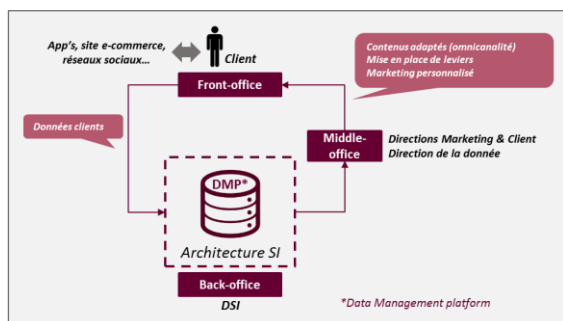 App's, site e-commerce,
réseaux sociaux...
Client
Front-office
Contenus adaptés (omnicanalité)
Mise en place de leviers
Marketing personnalisé
Données clients
Middle-
office
Directions Marketing & Client
Direction de la donnée
DMP*
Architecture SI
Back-office
DSI
*Data Management platform